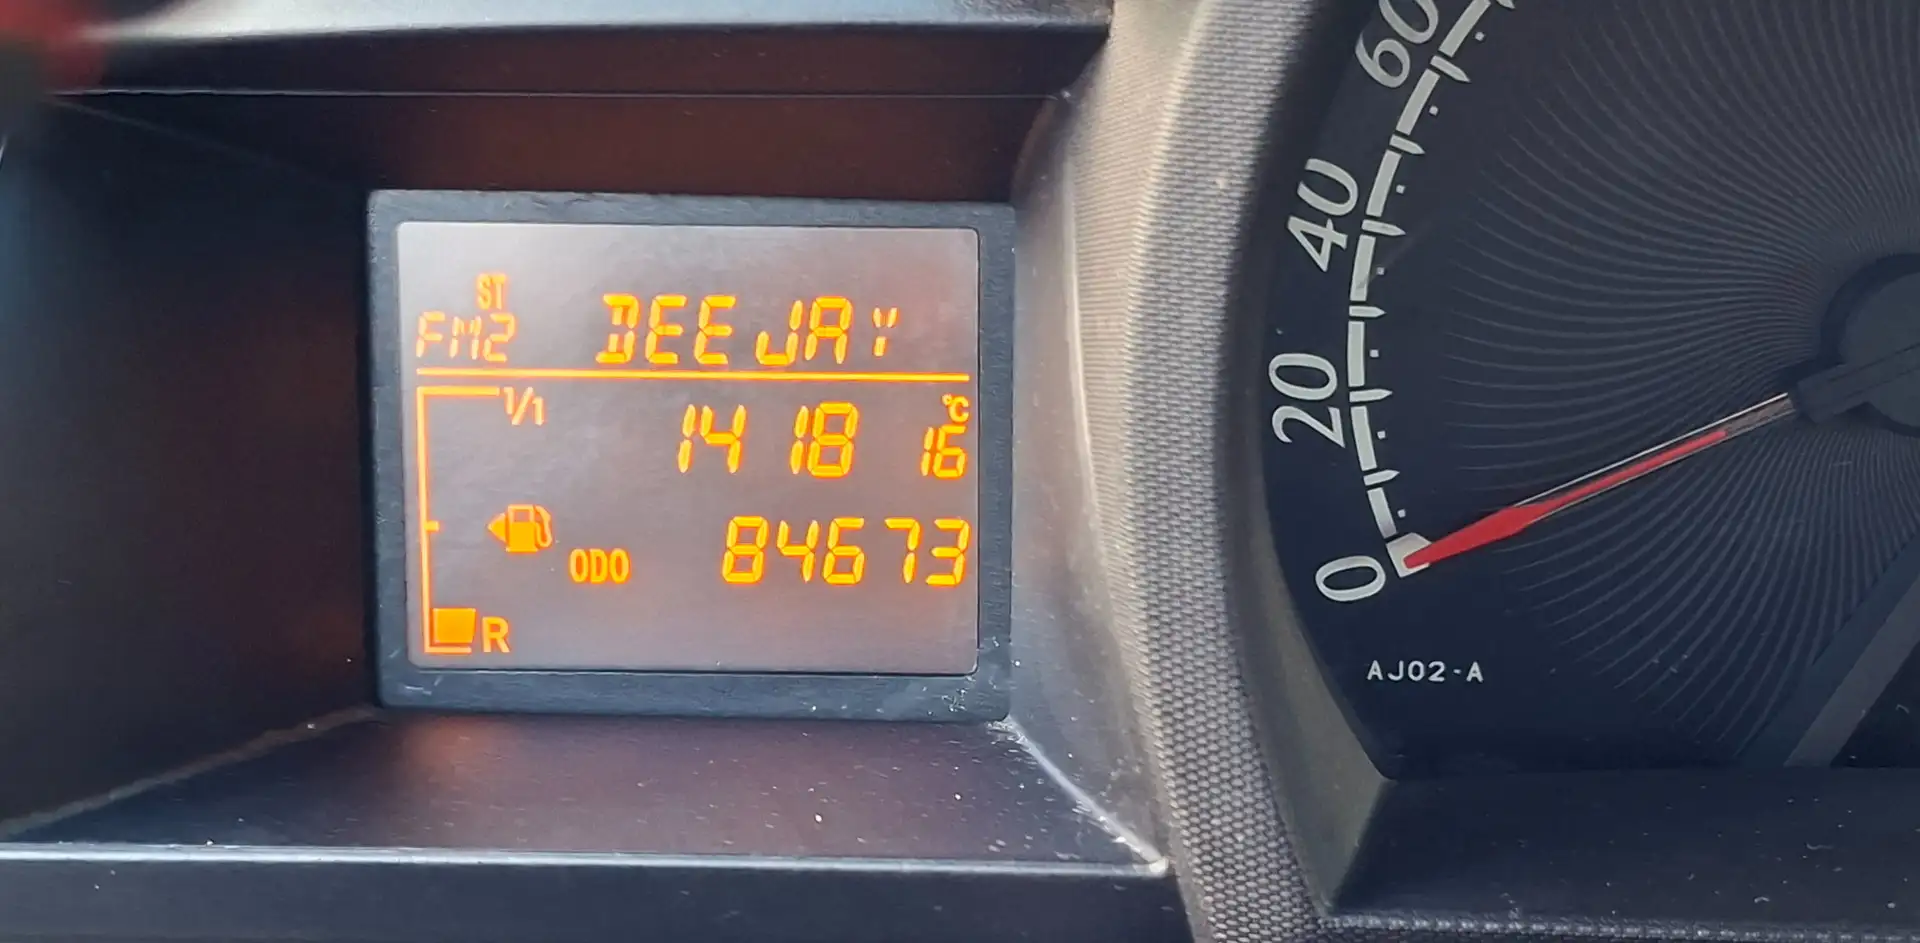 ST
FM2 DEEJAY
1/1
14 18 16 °C
ODO 84673
R
60
40
20
0
AJ02-A